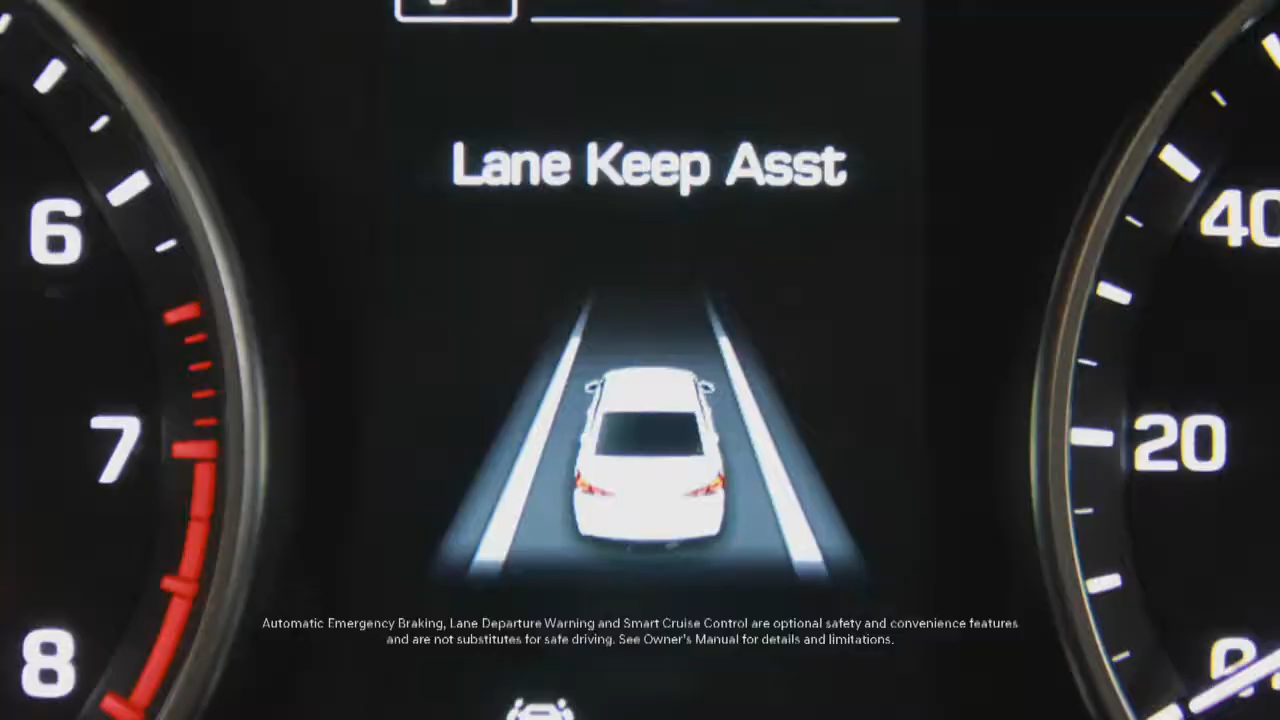 Lane Keep Asst
6
7
8
40
20
0
Automatic Emergency Braking, Lane Departure Warning and Smart Cruise Control are optional safety and convenience features
and are not substitutes for safe driving. See Owner's Manual for details and limitations.